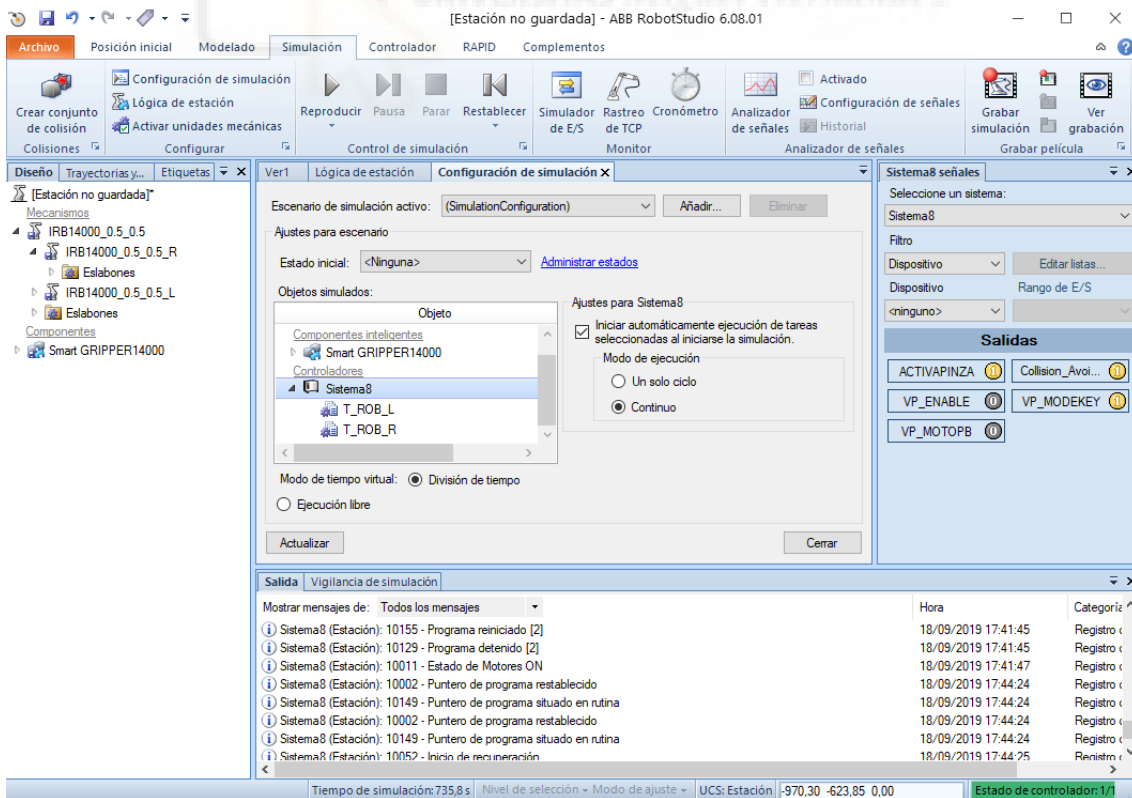 [Estación no guardada] - ABB RobotStudio 6.08.01
Archivo Posición inicial Modelado Simulación Controlador RAPID Complementos
Crear conjunto de colisión
Colisiones
Configuración de simulación
Lógica de estación
Activar unidades mecánicas
Configurar
Reproducir Pausa Parar Restablecer
Control de simulación
Simulador de E/S
Rastreo de TCP
Cronómetro
Monitor
Analizador de señales
Activado
Configuración de señales
Historial
Analizador de señales
Grabar simulación
Ver grabación
Grabar película
Diseño Trayectorias y... Etiquetas
[Estación no guardada]*
Mecanismos
IRB14000_0.5_0.5
IRB14000_0.5_0.5_R
Eslabones
IRB14000_0.5_0.5_L
Eslabones
Componentes
Smart GRIPPER14000
Ver1 Lógica de estación Configuración de simulación X
Escenario de simulación activo: (SimulationConfiguration) Añadir... Eliminar
Ajustes para escenario
Estado inicial: <Ninguna> Administrar estados
Objetos simulados:
Objeto
Componentes inteligentes
Smart GRIPPER14000
Controladores
Sistema8
T_ROB_L
T_ROB_R
Ajustes para Sistema8
Iniciar automáticamente ejecución de tareas
seleccionadas al iniciarse la simulación.
Modo de ejecución
Un solo ciclo
Continuo
Modo de tiempo virtual: División de tiempo
Ejecución libre
Actualizar Cerrar
Sistema8 señales
Seleccione un sistema:
Sistema8
Filtro
Dispositivo Editar listas...
Dispositivo Rango de E/S
<ninguno>
Salidas
ACTIVAPINZA 1 Collision_Avoi... 1
VP_ENABLE 0 VP_MODEKEY 1
VP_MOTOPB 0
Salida Vigilancia de simulación
Mostrar mensajes de: Todos los mensajes Hora Categoría
Sistema8 (Estación): 10155 - Programa reiniciado [2] 18/09/2019 17:41:45 Registro
Sistema8 (Estación): 10129 - Programa detenido [2] 18/09/2019 17:41:45 Registro
Sistema8 (Estación): 10011 - Estado de Motores ON 18/09/2019 17:41:47 Registro
Sistema8 (Estación): 10002 - Puntero de programa restablecido 18/09/2019 17:44:24 Registro
Sistema8 (Estación): 10149 - Puntero de programa situado en rutina 18/09/2019 17:44:24 Registro
Sistema8 (Estación): 10002 - Puntero de programa restablecido 18/09/2019 17:44:24 Registro
Sistema8 (Estación): 10149 - Puntero de programa situado en rutina 18/09/2019 17:44:24 Registro
Sistema8 (Estación): 10052 - Inicio de recuperación 18/09/2019 17:44:25 Registro
Tiempo de simulación: 735,8 s Nivel de selección Modo de ajuste UCS: Estación -970,30 -623,85 0,00 Estado de controlador: 1/1